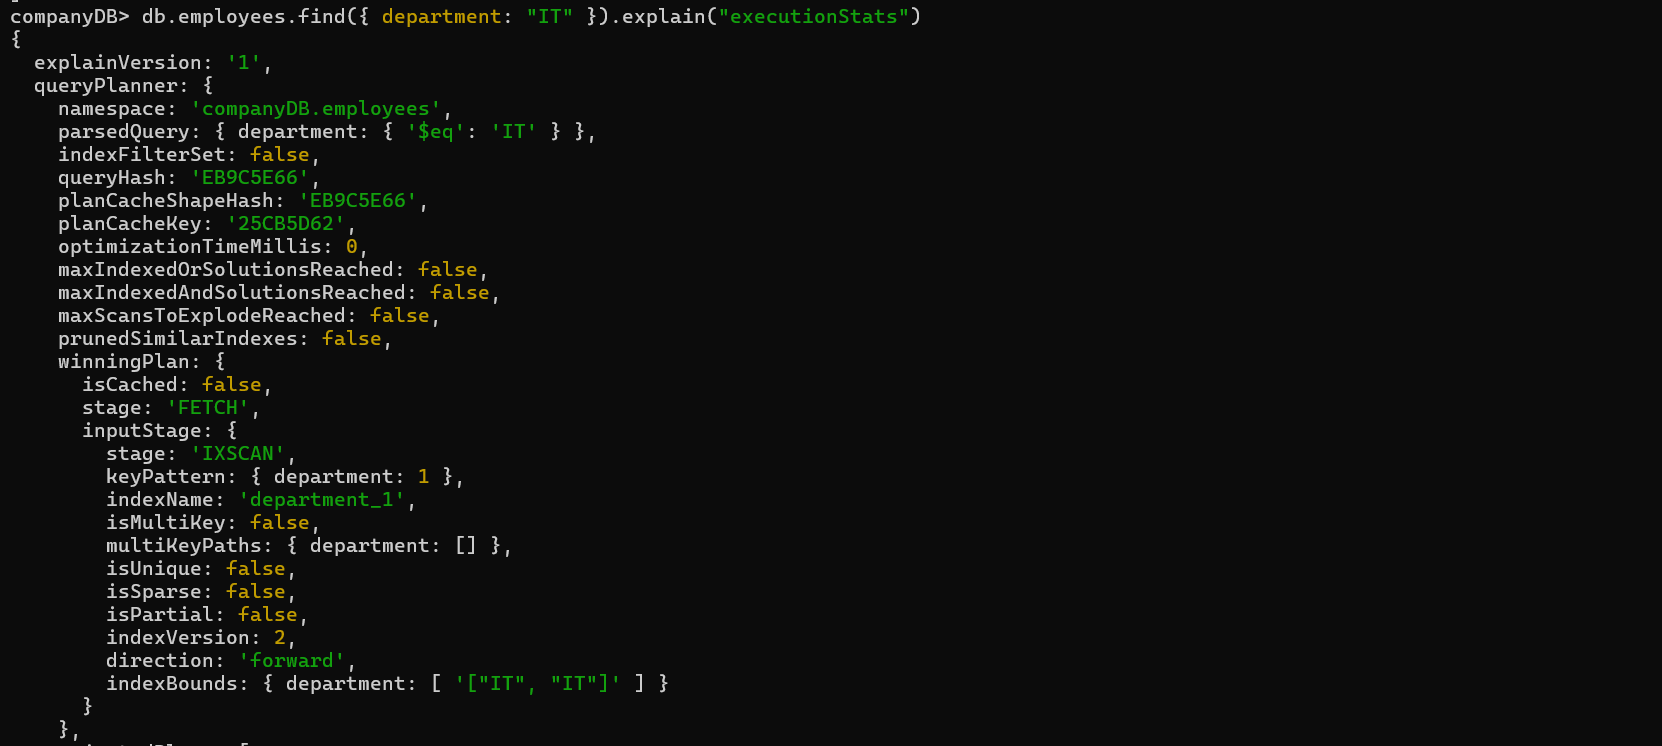 companyDB> db.employees.find({ department: "IT" }).explain("executionStats")
{
  explainVersion: '1',
  queryPlanner: {
    namespace: 'companyDB.employees',
    parsedQuery: { department: { '$eq': 'IT' } },
    indexFilterSet: false,
    queryHash: 'EB9C5E66',
    planCacheShapeHash: 'EB9C5E66',
    planCacheKey: '25CB5D62',
    optimizationTimeMillis: 0,
    maxIndexedOrSolutionsReached: false,
    maxIndexedAndSolutionsReached: false,
    maxScansToExplodeReached: false,
    prunedSimilarIndexes: false,
    winningPlan: {
      isCached: false,
      stage: 'FETCH',
      inputStage: {
        stage: 'IXSCAN',
        keyPattern: { department: 1 },
        indexName: 'department_1',
        isMultiKey: false,
        multiKeyPaths: { department: [] },
        isUnique: false,
        isSparse: false,
        isPartial: false,
        indexVersion: 2,
        direction: 'forward',
        indexBounds: { department: [ '["IT", "IT"]' ] }
      }
    },